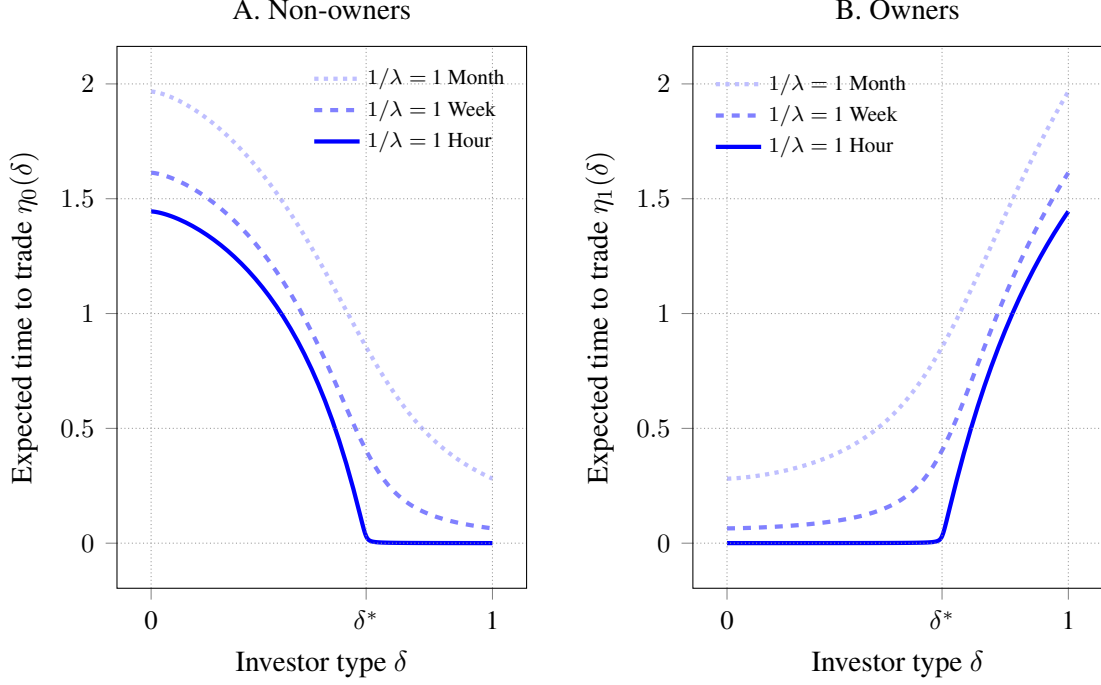 A. Non-owners
1/λ = 1 Month
1/λ = 1 Week
1/λ = 1 Hour
2
1.5
1
0.5
0
Expected time to trade η0(δ)
0
δ*
1
Investor type δ
B. Owners
1/λ = 1 Month
1/λ = 1 Week
1/λ = 1 Hour
2
1.5
1
0.5
0
Expected time to trade η1(δ)
0
δ*
1
Investor type δ